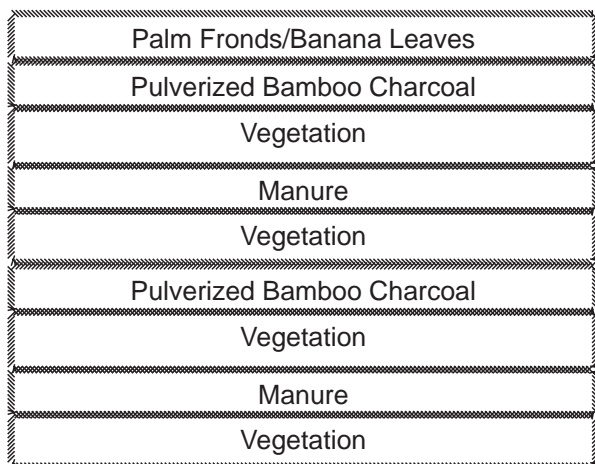 Palm Fronds/Banana Leaves
Pulverized Bamboo Charcoal
Vegetation
Manure
Vegetation
Pulverized Bamboo Charcoal
Vegetation
Manure
Vegetation